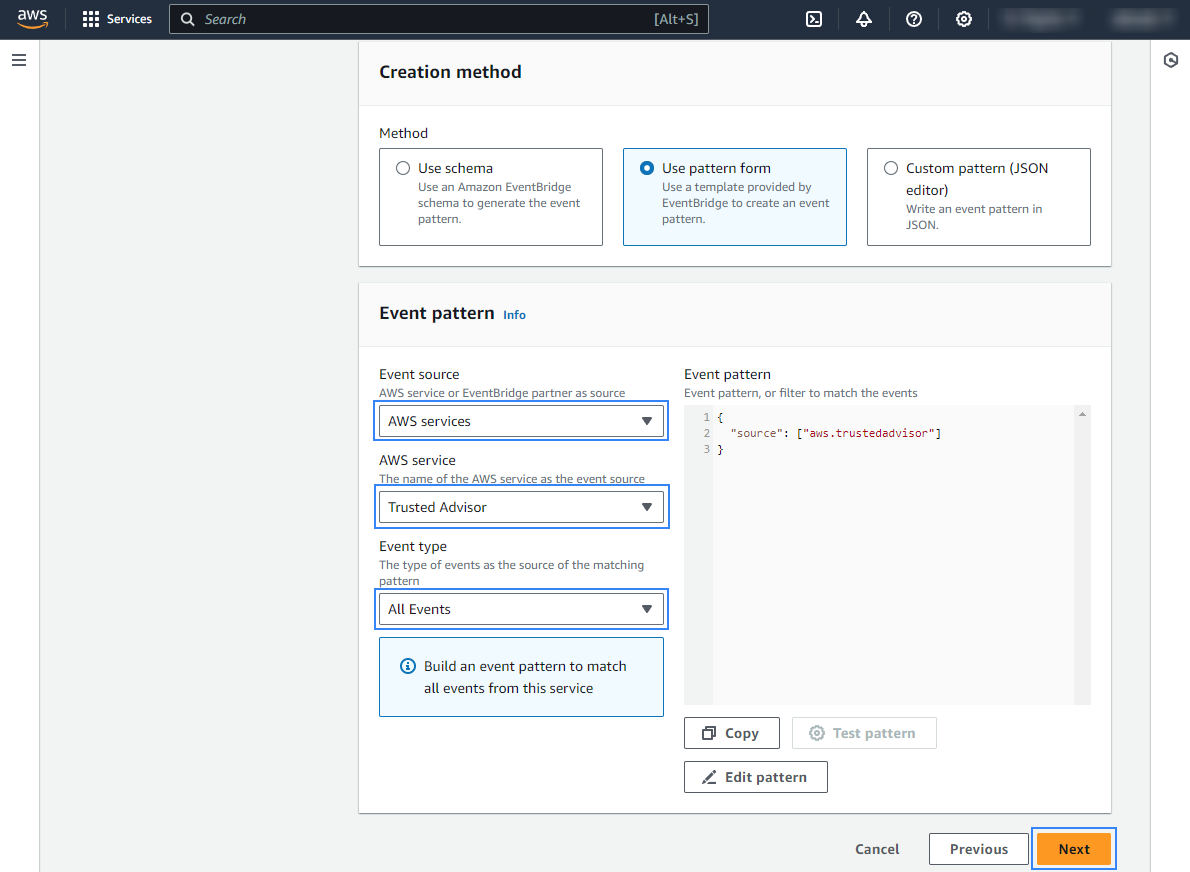 aws
Services
Search
[Alt+S]
Creation method
Method
Use schema
Use an Amazon EventBridge
schema to generate the event
pattern.
Use pattern form
Use a template provided by
EventBridge to create an event
pattern.
Custom pattern (JSON
editor)
Write an event pattern in
JSON.
Event pattern Info
Event source
AWS service or EventBridge partner as source
AWS services
AWS service
The name of the AWS service as the event source
Trusted Advisor
Event type
The type of events as the source of the matching
pattern
All Events
Build an event pattern to match
all events from this service
Event pattern
Event pattern, or filter to match the events
1 {
2 "source": ["aws.trustedadvisor"]
3 }
Copy
Test pattern
Edit pattern
Cancel
Previous
Next